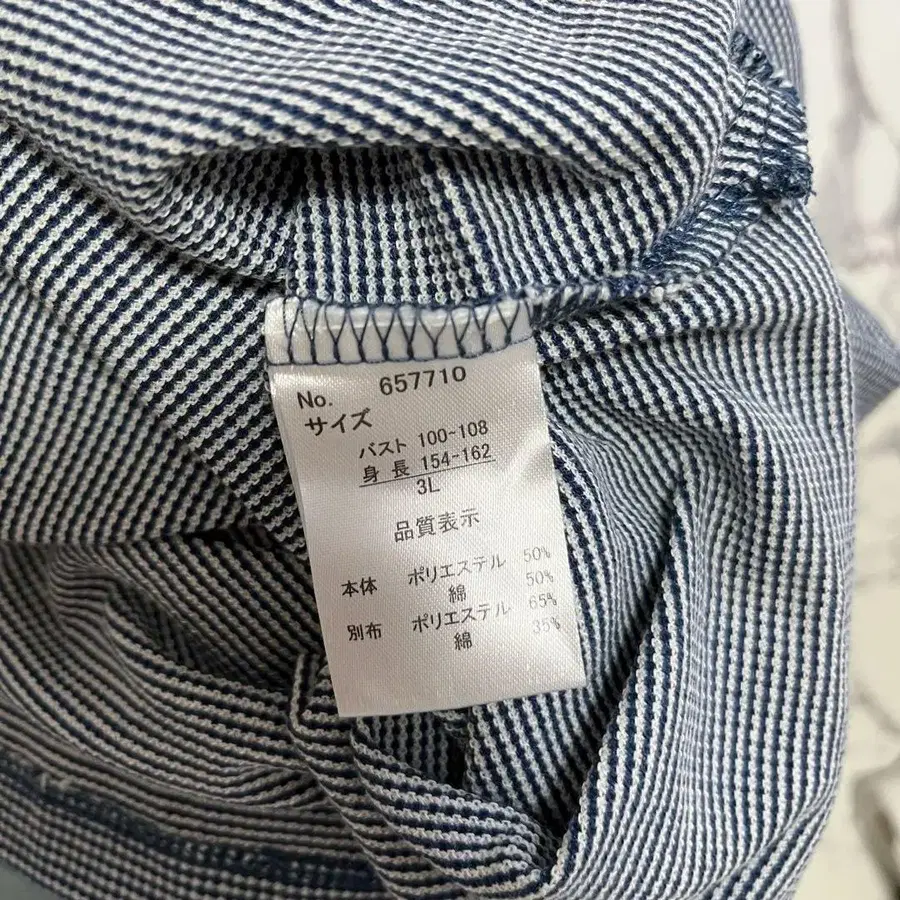 No. 657710
サイズ
バスト 100-108
身長 154-162
3L
品質表示
本体 ポリエステル 50%
綿 50%
別布 ポリエステル 65%
綿 35%